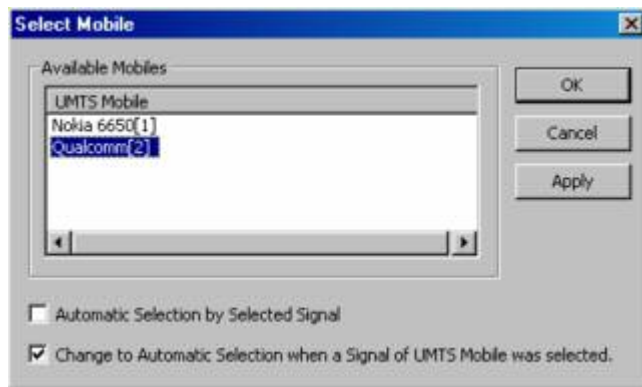 Select Mobile
Available Mobiles
UMTS Mobile
Nokia 6650[1]
Qualcomm[2]
OK
Cancel
Apply
Automatic Selection by Selected Signal
Change to Automatic Selection when a Signal of UMTS Mobile was selected.